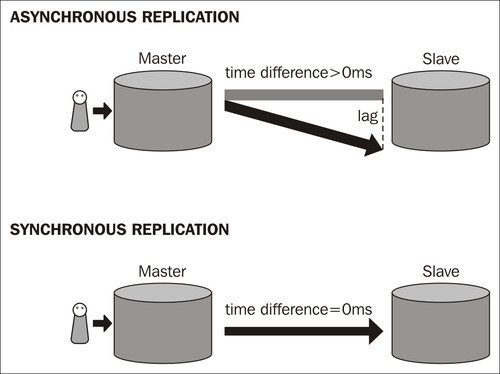 ASYNCHRONOUS REPLICATION
Master
time difference>0ms
Slave
lag
SYNCHRONOUS REPLICATION
Master
time difference=0ms
Slave